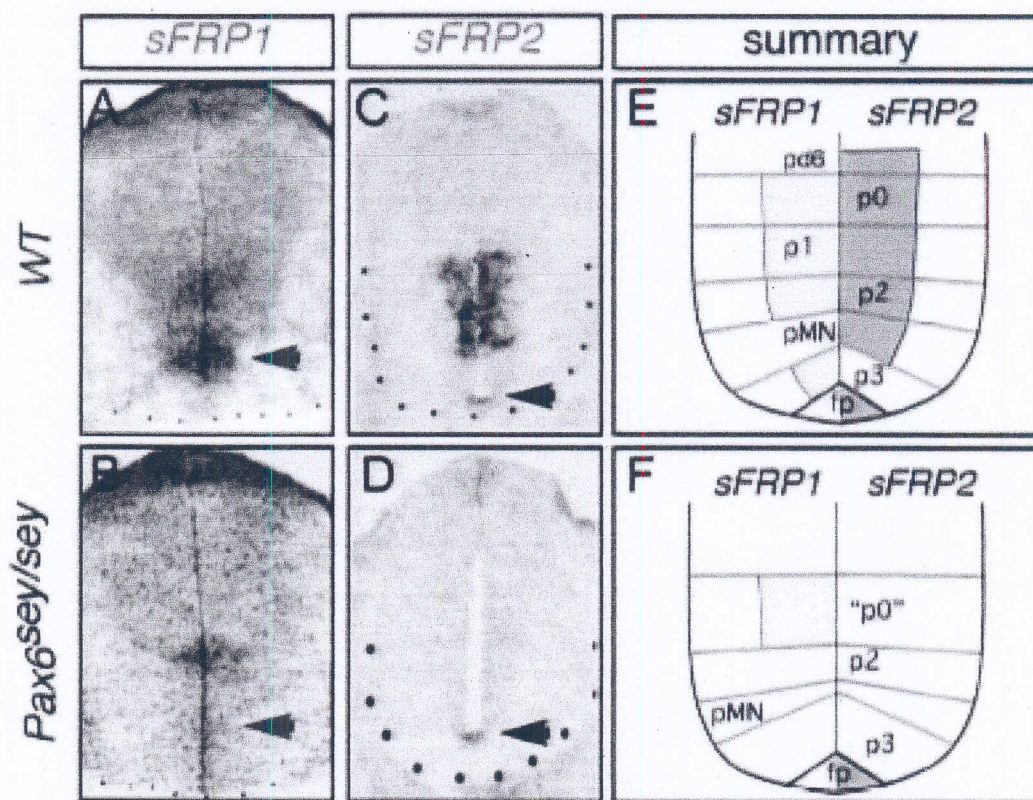 sFRP1 sFRP2 summary
WT
A
C
E
sFRP1 sFRP2
pd6
p0
p1
p2
pMN
p3
fp
Pax6sey/sey
B
D
F
sFRP1 sFRP2
"p0"
p2
pMN
p3
fp